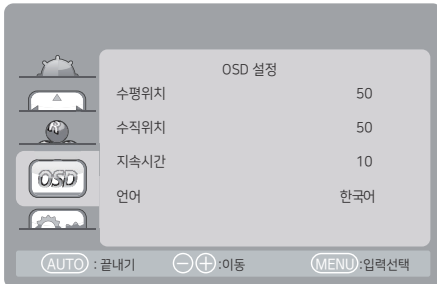 OSD 설정
수평위치 50
수직위치 50
OSD
지속시간 10
언어 한국어
AUTO : 끝내기 − + :이동 MENU :입력선택